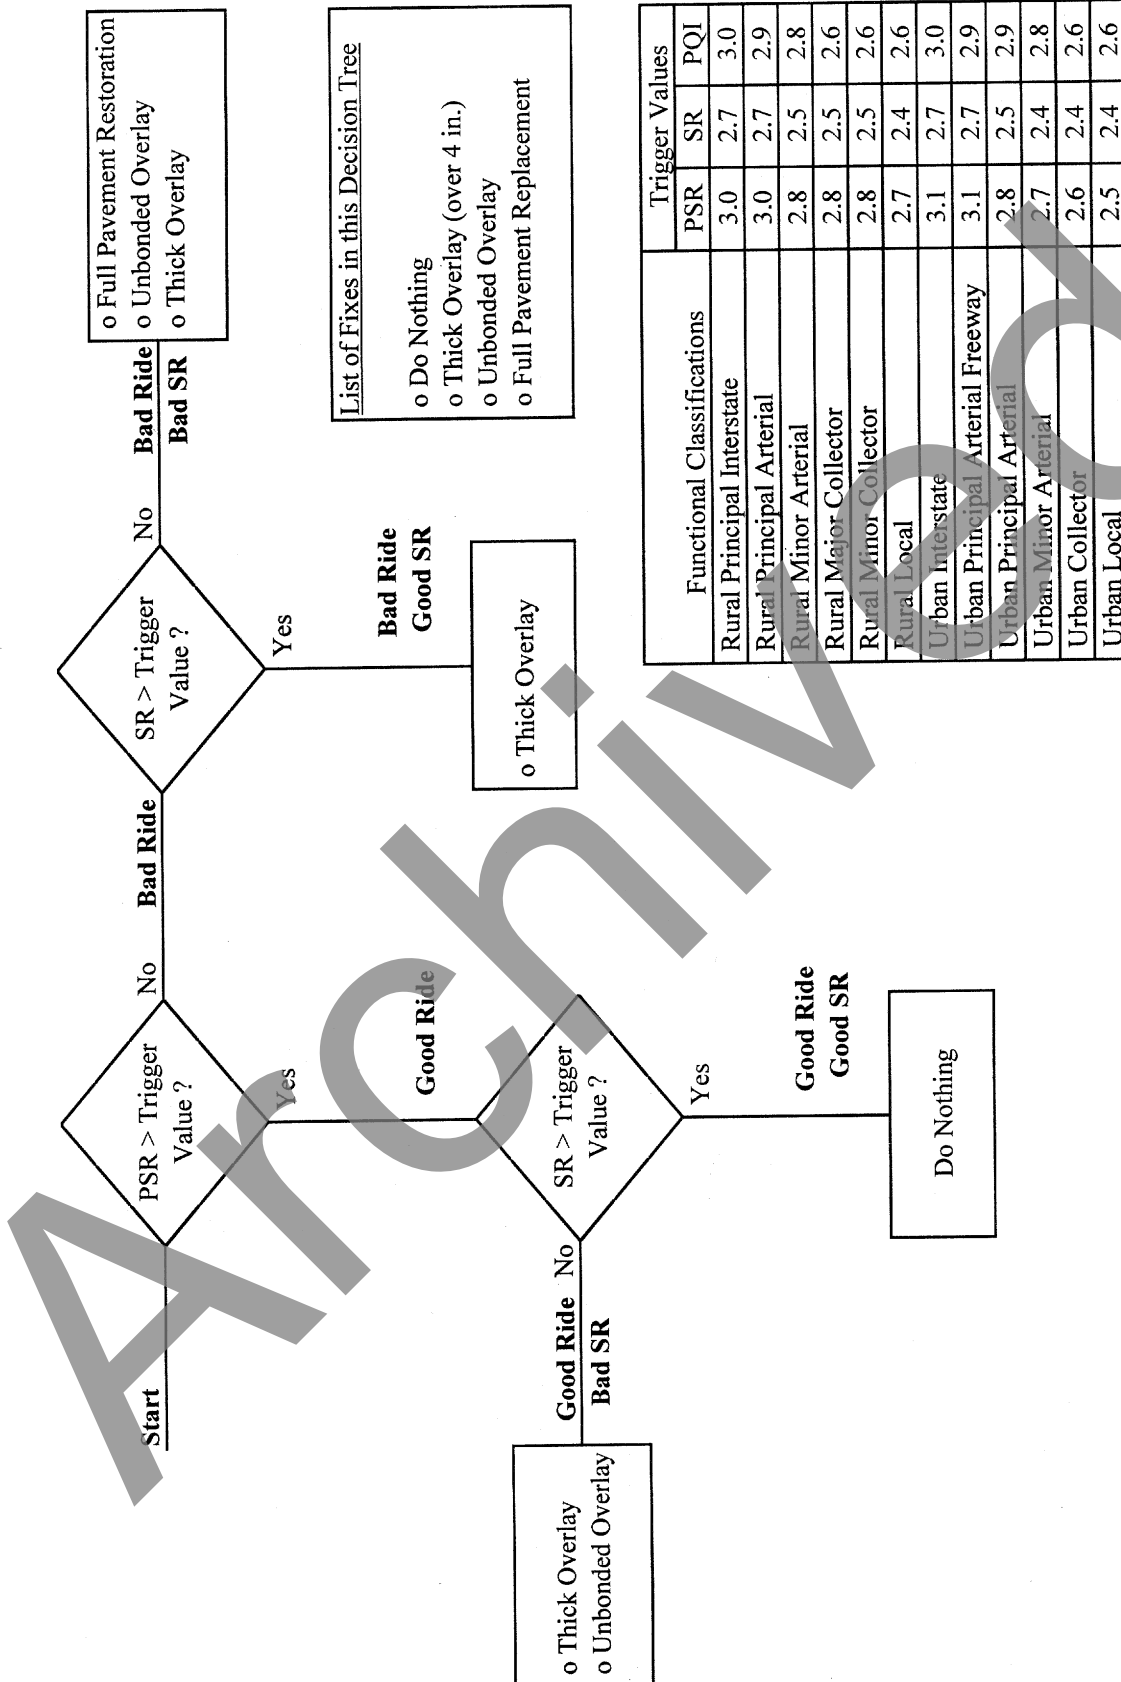 Start
PSR > Trigger
Value ?
No
Bad Ride
SR > Trigger
Value ?
No
Bad Ride
Bad SR
o Full Pavement Restoration
o Unbonded Overlay
o Thick Overlay
Yes
Good Ride
Yes
Bad Ride
Good SR
o Thick Overlay
List of Fixes in this Decision Tree
o Do Nothing
o Thick Overlay (over 4 in.)
o Unbonded Overlay
o Full Pavement Replacement
SR > Trigger
Value ?
No
Good Ride
Bad SR
o Thick Overlay
o Unbonded Overlay
Yes
Good Ride
Good SR
Do Nothing
Trigger Values
Functional Classifications PSR SR PQI
Rural Principal Interstate 3.0 2.7 3.0
Rural Principal Arterial 3.0 2.7 2.9
Rural Minor Arterial 2.8 2.5 2.8
Rural Major Collector 2.8 2.5 2.6
Rural Minor Collector 2.8 2.5 2.6
Rural Local 2.7 2.4 2.6
Urban Interstate 3.1 2.7 3.0
Urban Principal Arterial Freeway 3.1 2.7 2.9
Urban Principal Arterial 2.8 2.5 2.9
Urban Minor Arterial 2.7 2.4 2.8
Urban Collector 2.6 2.4 2.6
Urban Local 2.5 2.4 2.6
Archived